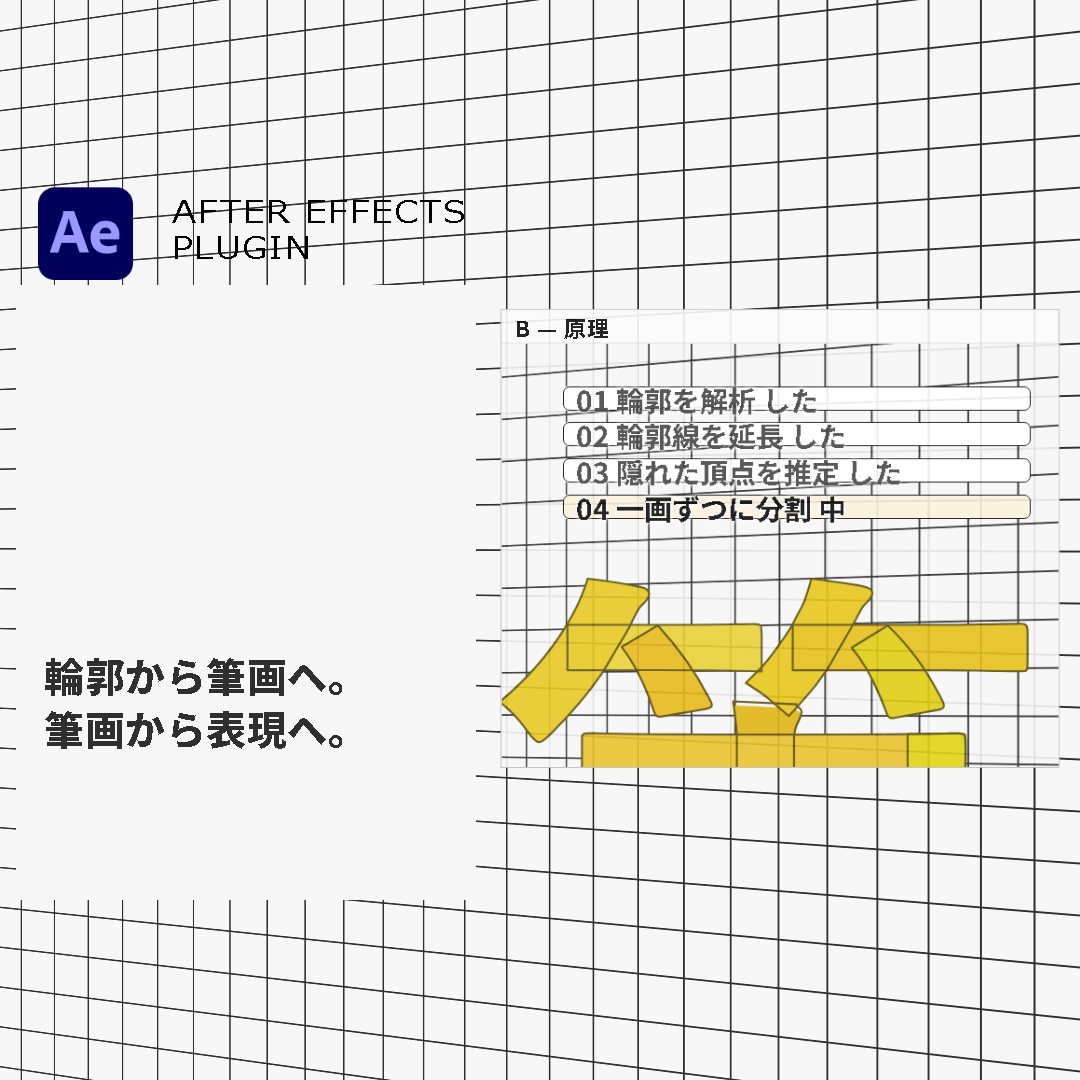 Ae
AFTER EFFECTS
PLUGIN
輪郭から筆画へ。
筆画から表現へ。
B — 原理
01 輪郭を解析 した
02 輪郭線を延長 した
03 隠れた頂点を推定 した
04 一画ずつに分割 中